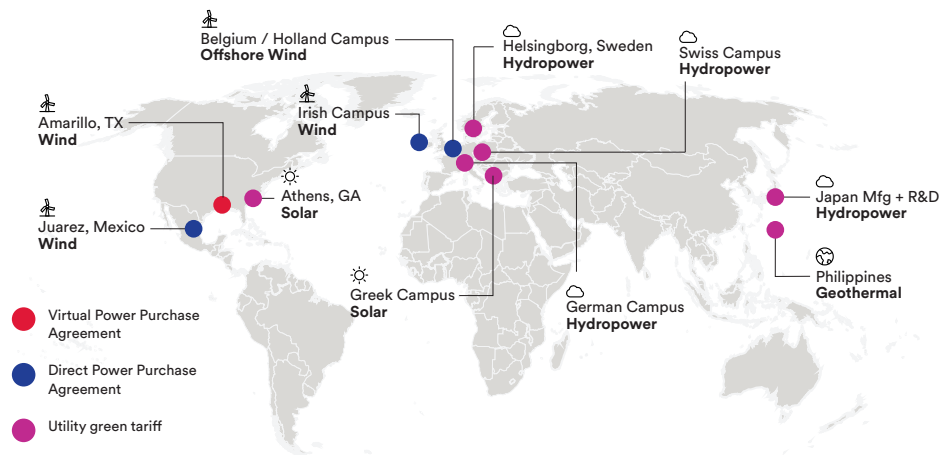 Belgium / Holland Campus
Offshore Wind
Helsingborg, Sweden
Hydropower
Swiss Campus
Hydropower
Amarillo, TX
Wind
Irish Campus
Wind
Athens, GA
Solar
Japan Mfg + R&D
Hydropower
Juarez, Mexico
Wind
Philippines
Geothermal
Greek Campus
Solar
German Campus
Hydropower
Virtual Power Purchase
Agreement
Direct Power Purchase
Agreement
Utility green tariff